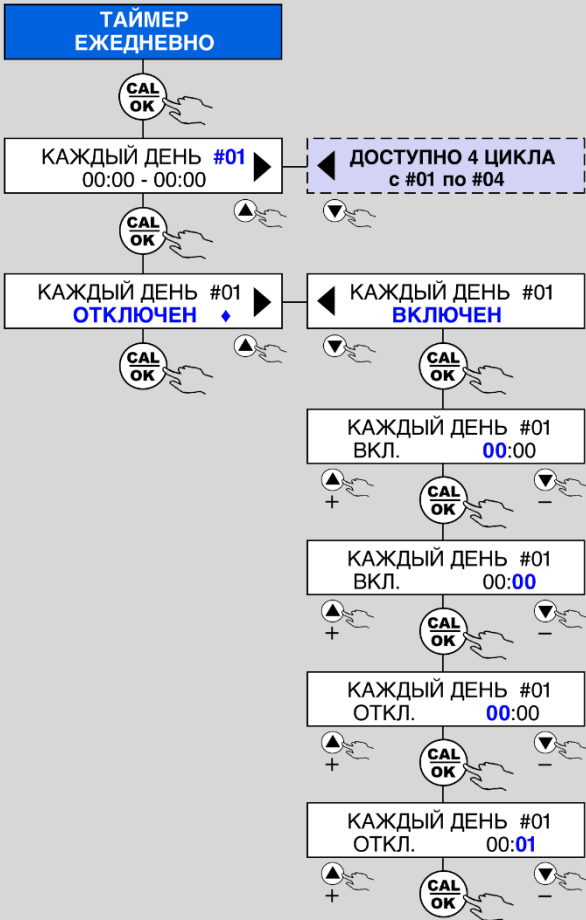 ТАЙМЕР
ЕЖЕДНЕВНО
CAL
OK
КАЖДЫЙ ДЕНЬ #01
00:00 - 00:00
ДОСТУПНО 4 ЦИКЛА
с #01 по #04
CAL
OK
КАЖДЫЙ ДЕНЬ #01
ОТКЛЮЧЕН ♦
КАЖДЫЙ ДЕНЬ #01
ВКЛЮЧЕН
CAL
OK
CAL
OK
КАЖДЫЙ ДЕНЬ #01
ВКЛ. 00:00
+
CAL
OK
–
КАЖДЫЙ ДЕНЬ #01
ВКЛ. 00:00
+
CAL
OK
–
КАЖДЫЙ ДЕНЬ #01
ОТКЛ. 00:00
+
CAL
OK
–
КАЖДЫЙ ДЕНЬ #01
ОТКЛ. 00:01
+
CAL
OK
–